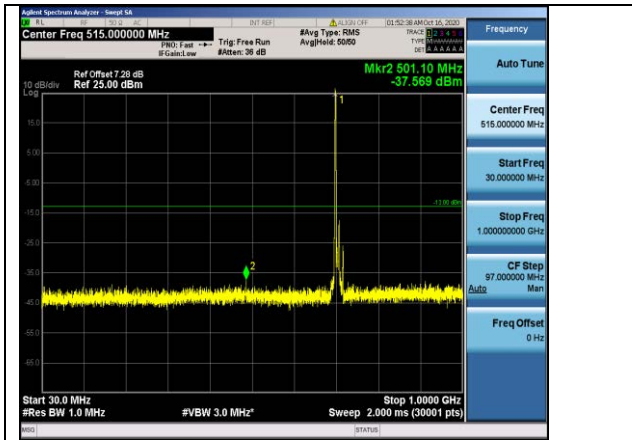 Agilent Spectrum Analyzer - Swept SA
RL RF 50 Ω AC INT REF ALIGN OFF 01:52:38 AM Oct 16, 2020
Center Freq 515.000000 MHz
PNO: Fast
IFGain:Low
Trig: Free Run
#Atten: 36 dB
#Avg Type: RMS
Avg|Hold: 50/50
TRACE 1 2 3 4 5 6
TYPE
DET A A A A A A
Frequency
Ref Offset 7.28 dB
10 dB/div Ref 25.00 dBm
Log
Mkr2 501.10 MHz
-37.569 dBm
Auto Tune
Center Freq
515.000000 MHz
Start Freq
30.000000 MHz
Stop Freq
1.000000000 GHz
CF Step
97.000000 MHz
Auto Man
Freq Offset
0 Hz
1
15.0
5.00
-5.00
-13.00 dBm
-15.0
-25.0
2
-35.0
-45.0
-55.0
-65.0
Start 30.0 MHz Stop 1.0000 GHz
#Res BW 1.0 MHz #VBW 3.0 MHz* Sweep 2.000 ms (30001 pts)
MSG STATUS